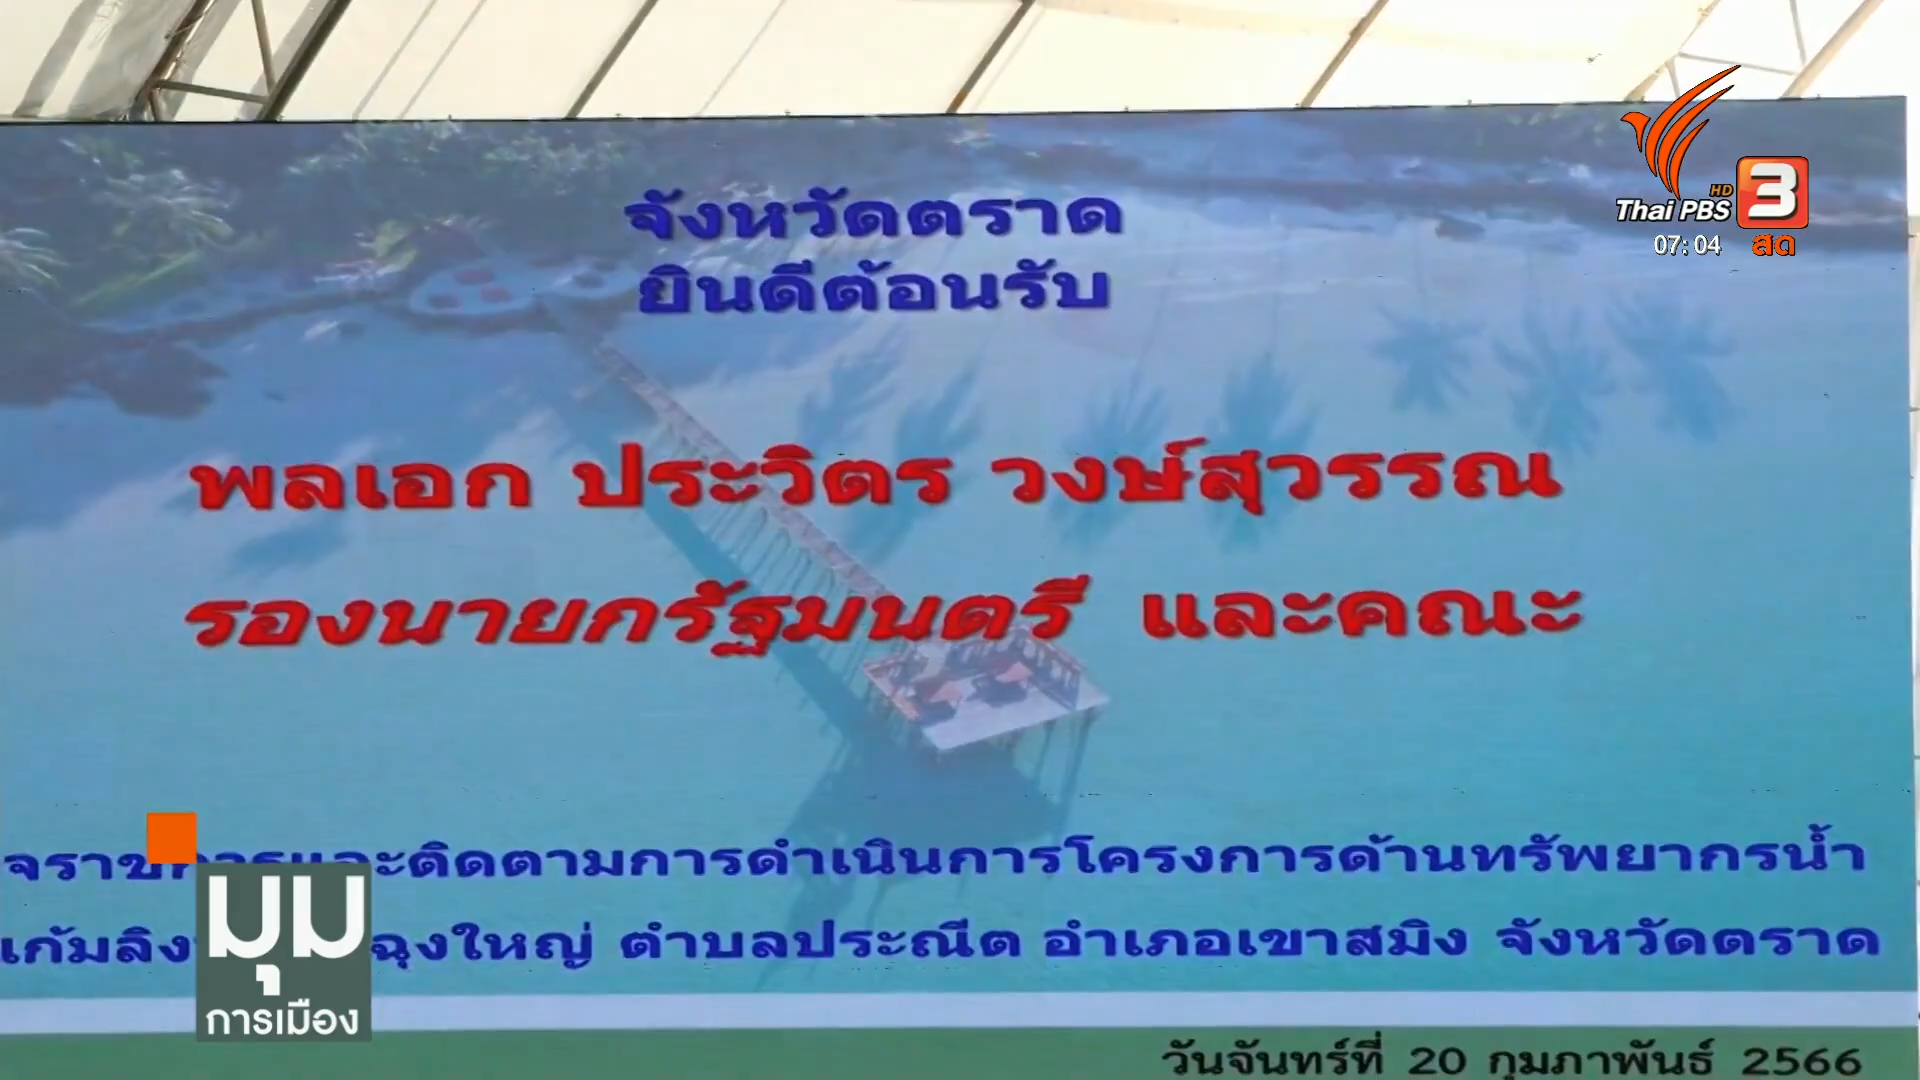 จังหวัดตราด
ยินดีต้อนรับ
Thai PBS HD 3
07:04 สด
พลเอก ประวิตร วงษ์สุวรรณ
รองนายกรัฐมนตรี และคณะ
และติดตามการดำเนินการโครงการด้านทรัพยากรน้ำ
ฉุงใหญ่ ตำบลประณีต อำเภอเขาสมิง จังหวัดตราด
มุม
การเมือง
วันจันทร์ที่ 20 กุมภาพันธ์ 2566